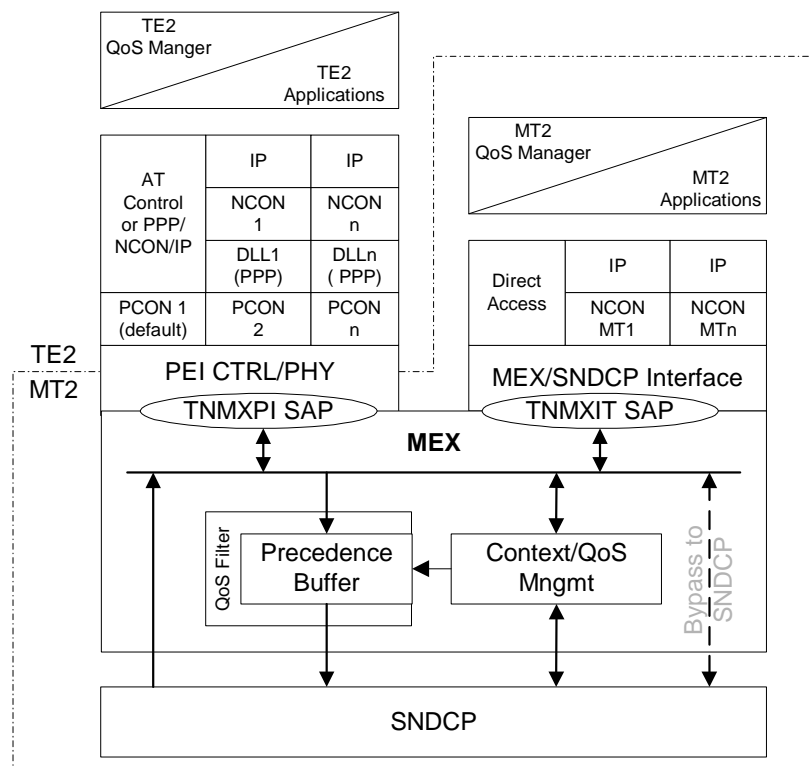 TE2
QoS Manger
TE2
Applications
MT2
QoS Manager
MT2
Applications
AT
Control
or PPP/
NCON/IP
IP
IP
NCON
1
NCON
n
DLL1
(PPP)
DLLn
( PPP)
PCON 1
(default)
PCON
2
PCON
n
Direct
Access
IP
IP
NCON
MT1
NCON
MTn
TE2
MT2
PEI CTRL/PHY
MEX/SNDCP Interface
TNMXPI SAP
TNMXIT SAP
MEX
QoS Filter
Precedence
Buffer
Context/QoS
Mngmt
Bypass to
SNDCP
SNDCP